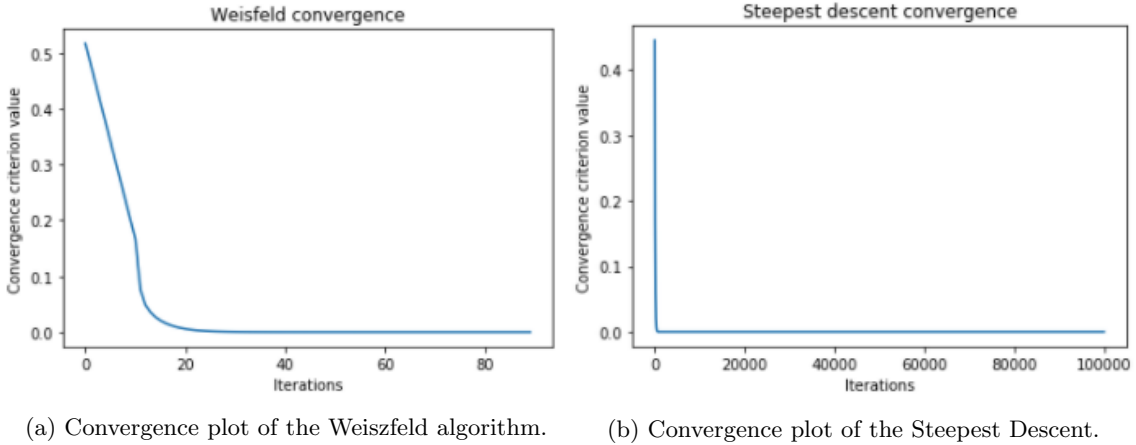 Weisfeld convergence
Convergence criterion value
0.5
0.4
0.3
0.2
0.1
0.0
0 20 40 60 80
Iterations
(a) Convergence plot of the Weiszfeld algorithm.
Steepest descent convergence
Convergence criterion value
0.4
0.3
0.2
0.1
0.0
0 20000 40000 60000 80000 100000
Iterations
(b) Convergence plot of the Steepest Descent.